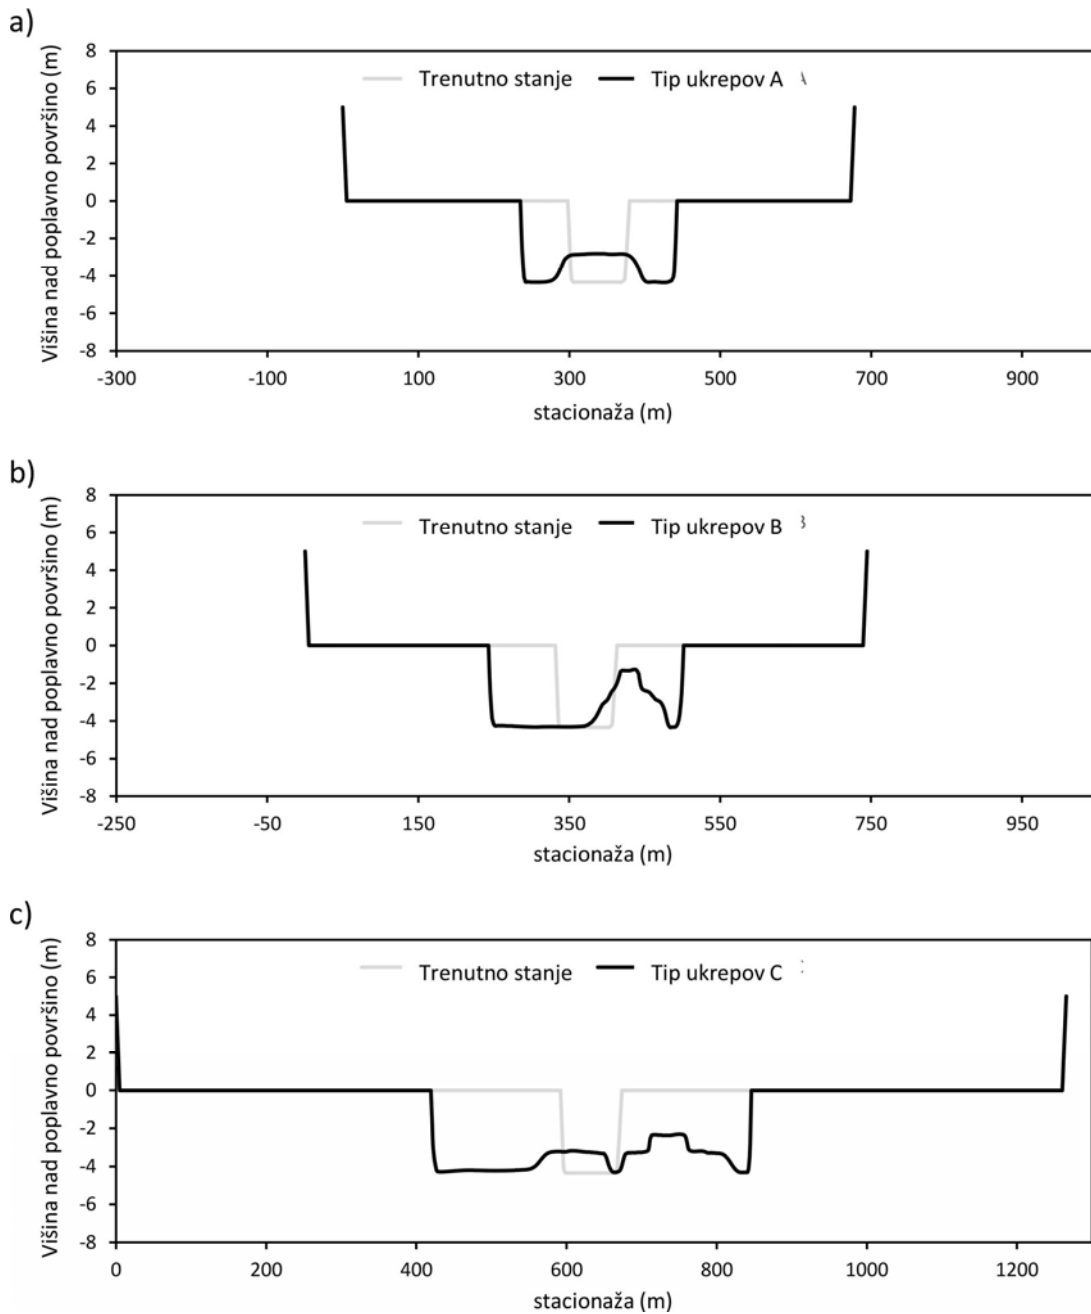 a)
Višina nad poplavno površino (m)
8
6
4
2
0
-2
-4
-6
-8
Trenutno stanje Tip ukrepov A
-300 -100 100 300 500 700 900
stacionaža (m)
b)
Višina nad poplavno površino (m)
8
6
4
2
0
-2
-4
-6
-8
Trenutno stanje Tip ukrepov B
-250 -50 150 350 550 750 950
stacionaža (m)
c)
Višina nad poplavno površino (m)
8
6
4
2
0
-2
-4
-6
-8
Trenutno stanje Tip ukrepov C
0 200 400 600 800 1000 1200
stacionaža (m)